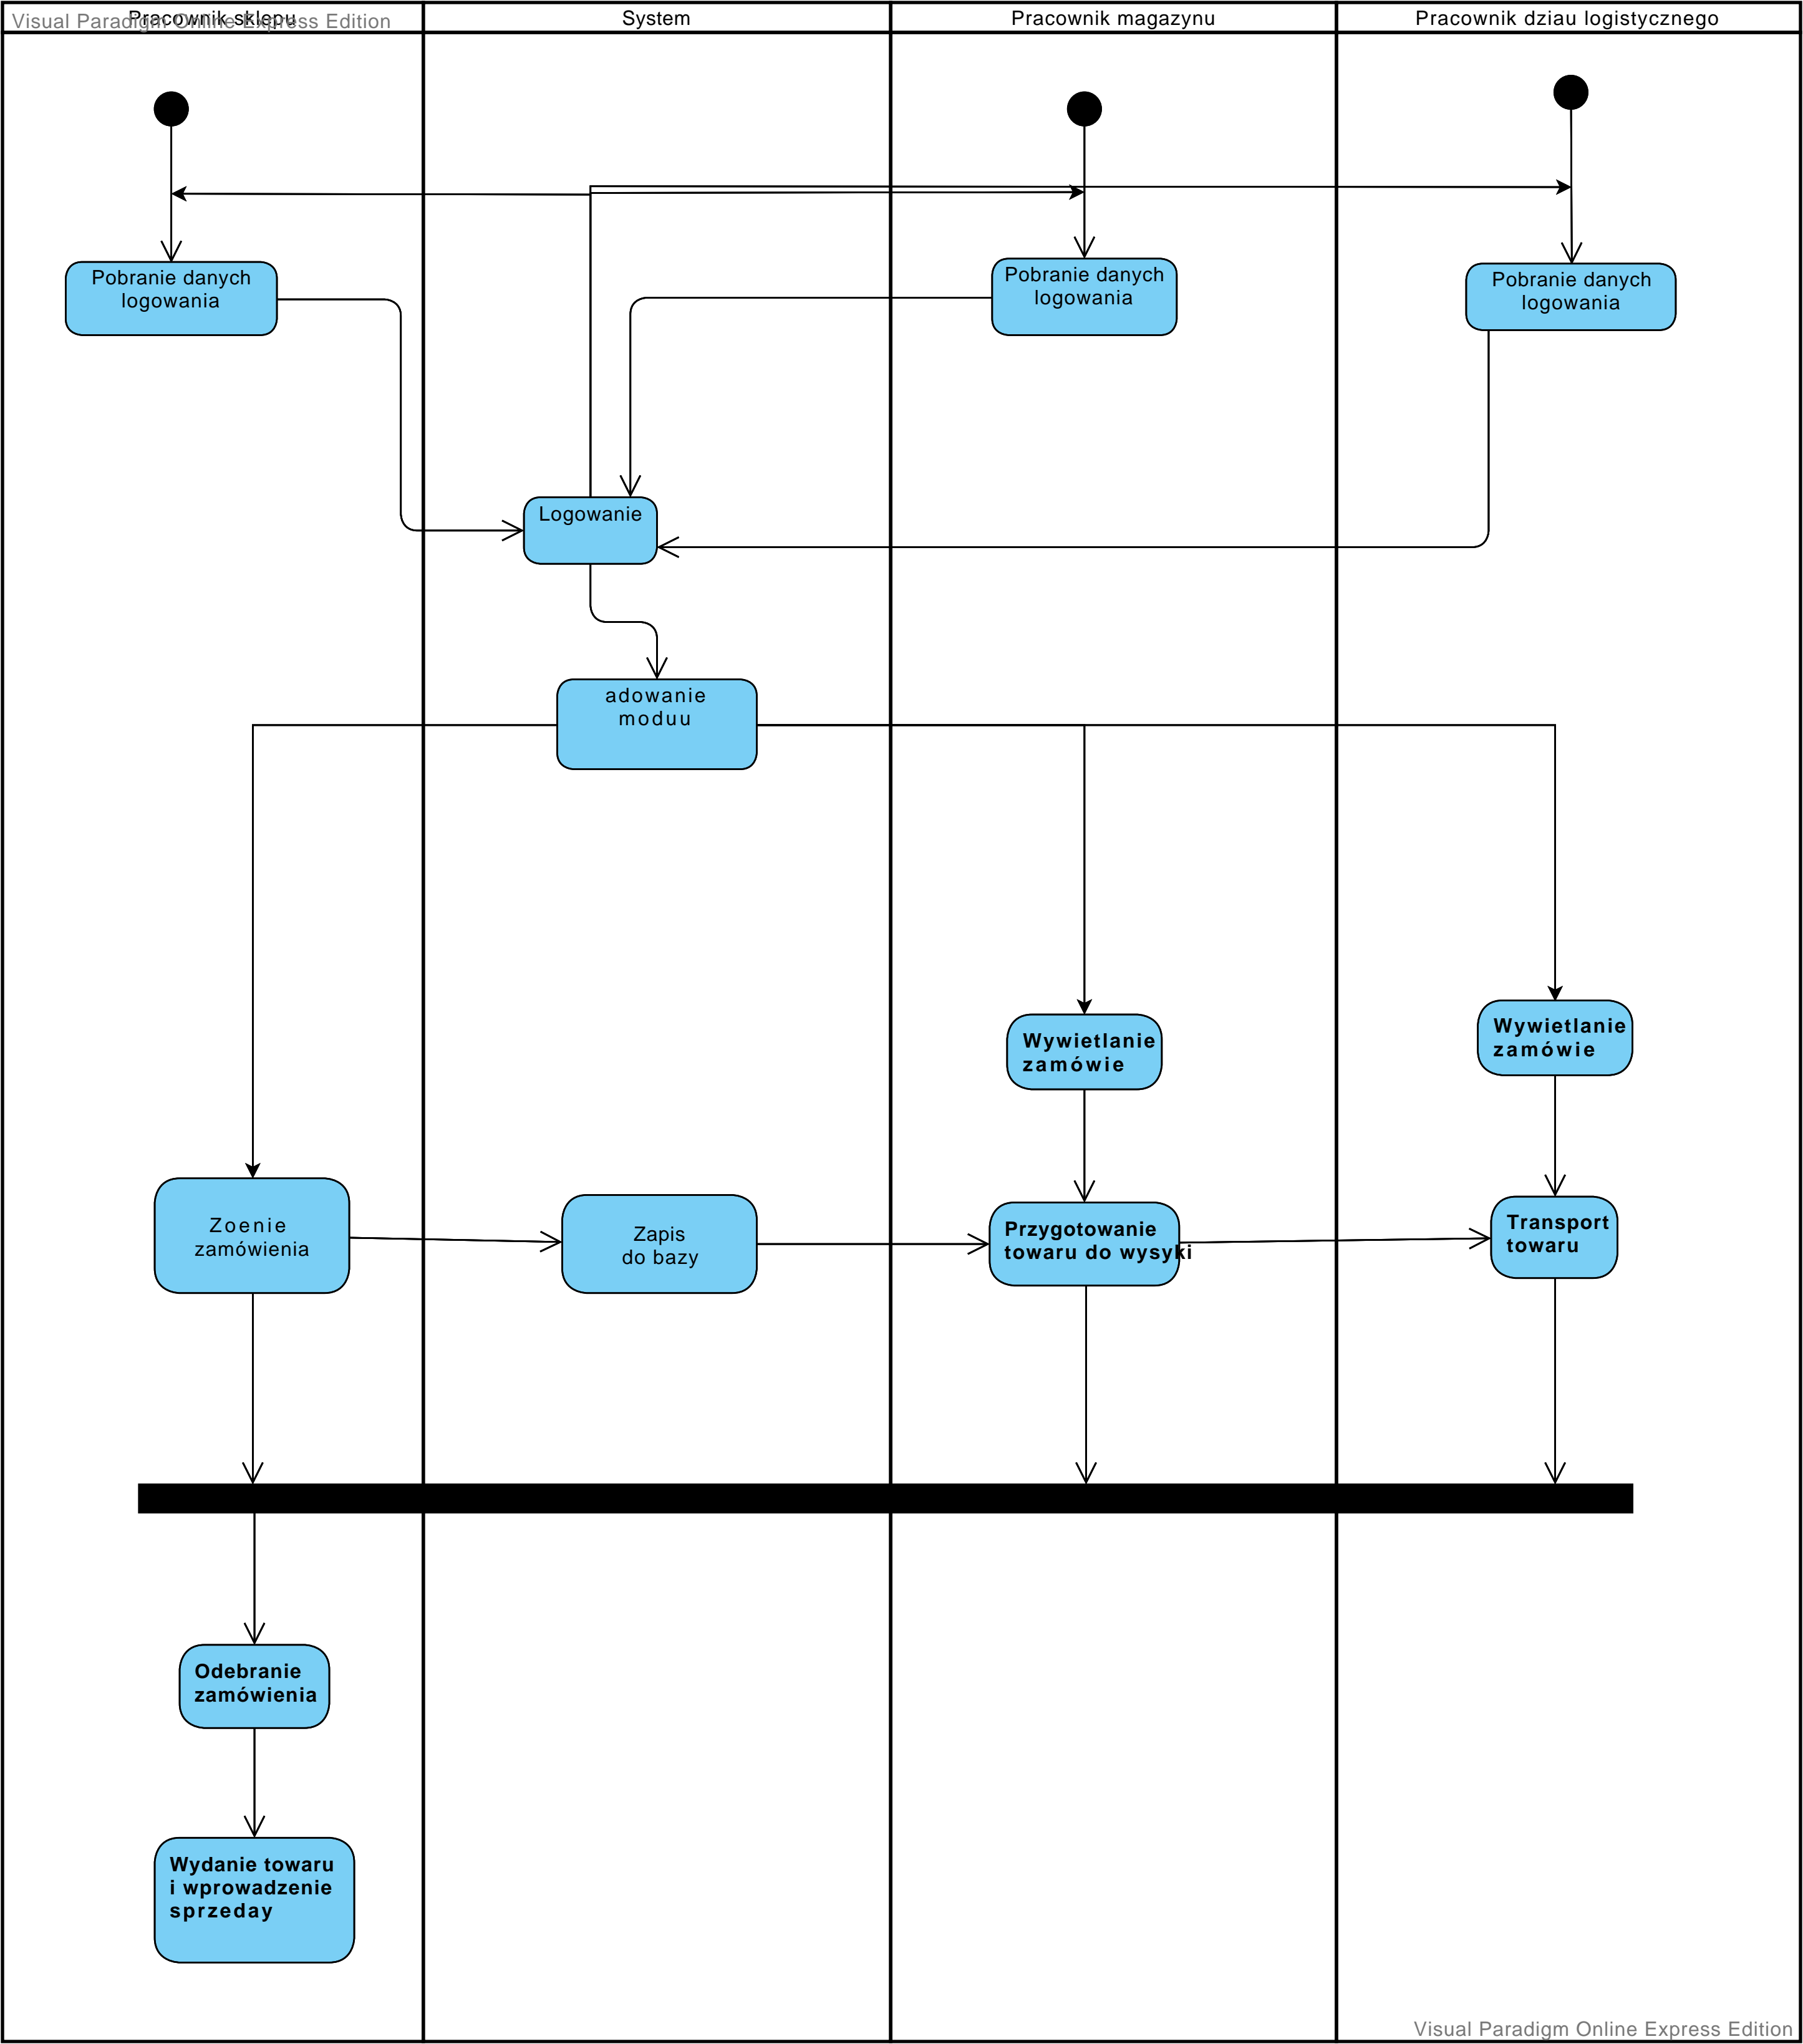 Pracownik sklepu
Visual Paradigm Online Express Edition
System
Pracownik magazynu
Pracownik dziau logistycznego
Pobranie danych
logowania
Pobranie danych
logowania
Pobranie danych
logowania
Logowanie
adowanie
moduu
Wywietlanie
zamówie
Wywietlanie
zamówie
Zoenie
zamówienia
Zapis
do bazy
Przygotowanie
towaru do wysyki
Transport
towaru
Odebranie
zamówienia
Wydanie towaru
i wprowadzenie
sprzeday
Visual Paradigm Online Express Edition